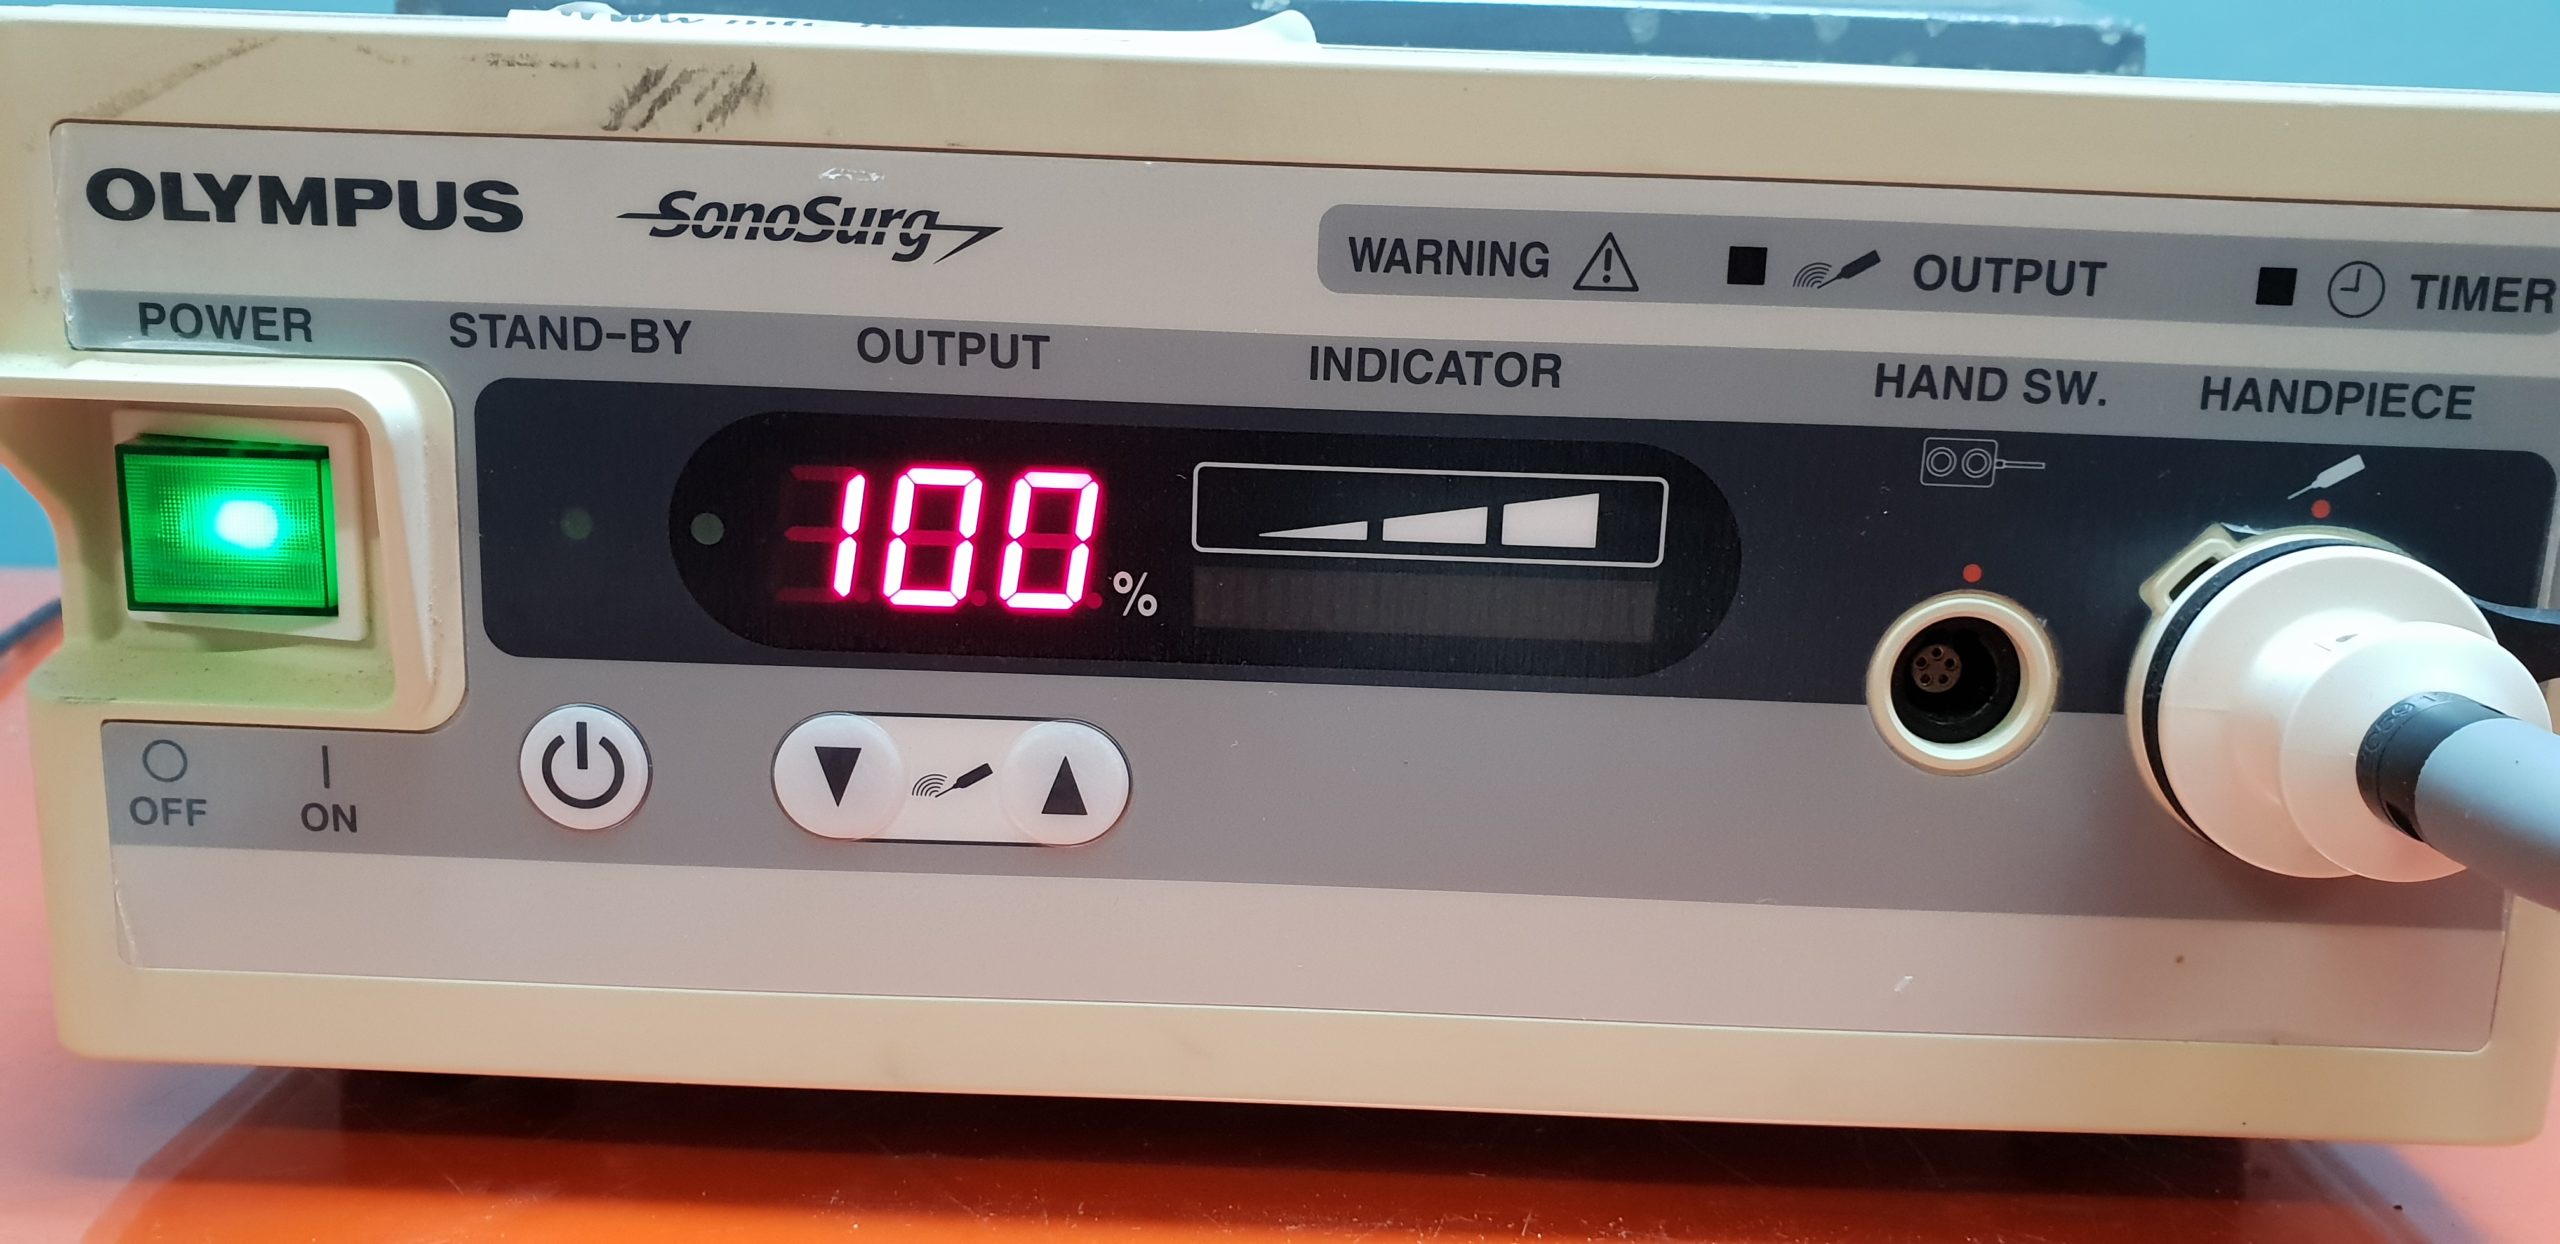 OLYMPUS SonoSurg
WARNING OUTPUT TIMER
POWER STAND-BY OUTPUT INDICATOR HAND SW. HANDPIECE
100 %
OFF ON